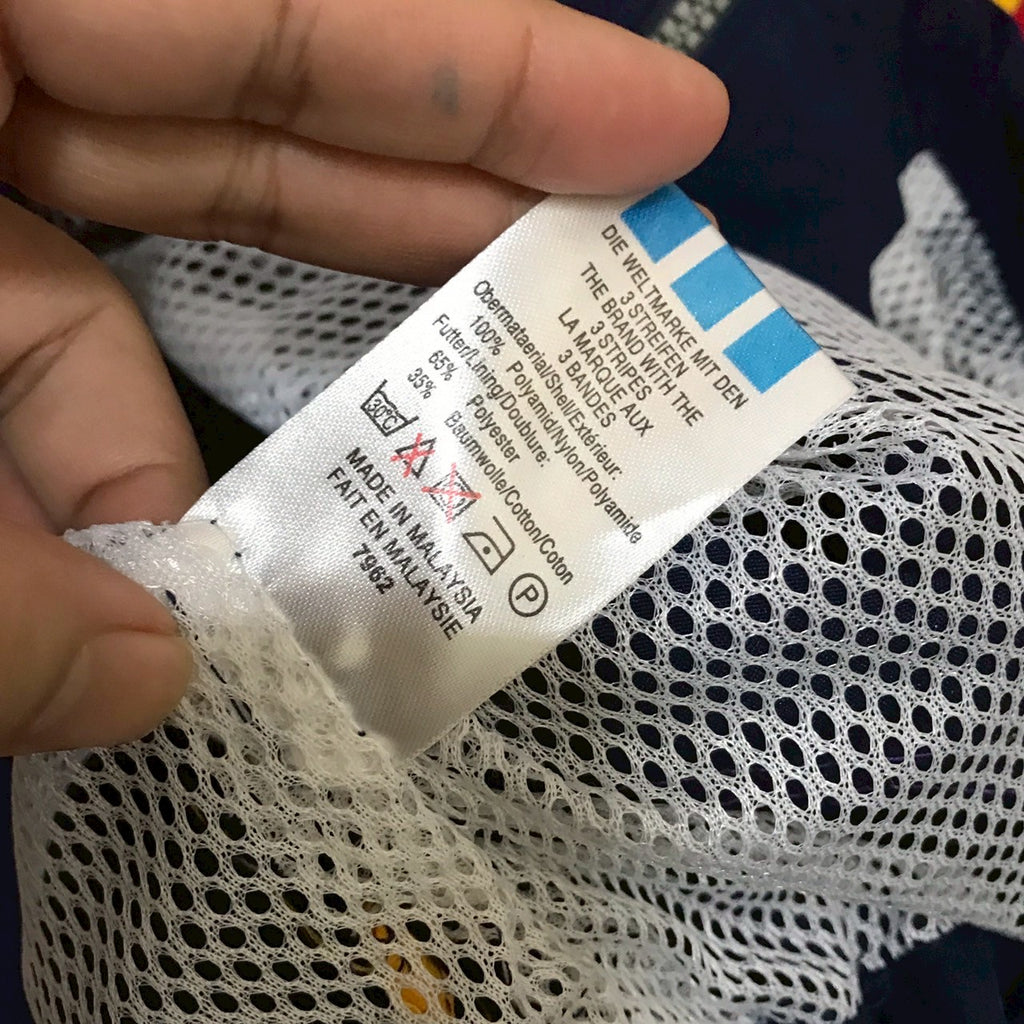 DIE WELTMARKE MIT DEN
3 STREIFEN
THE BRAND WITH THE
3 STRIPES
LA MARQUE AUX
3 BANDES
Obermataerial/Shell/Extérieur:
100% Polyamid/Nylon/Polyamide
Futter/Lining/Doublure:
65% Polyester
35% Baumwolle/Cotton/Coton
30°C
P
MADE IN MALAYSIA
FAIT EN MALAYSIE
7962